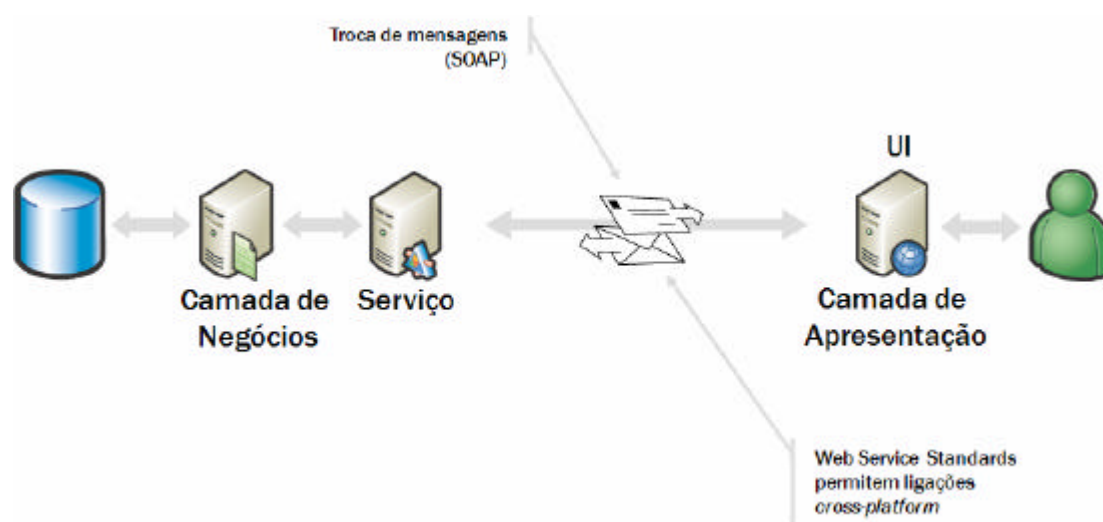 Troca de mensagens
(SOAP)
UI
Camada de
Negócios
Serviço
Camada de
Apresentação
Web Service Standards
permitem ligações
cross-platform